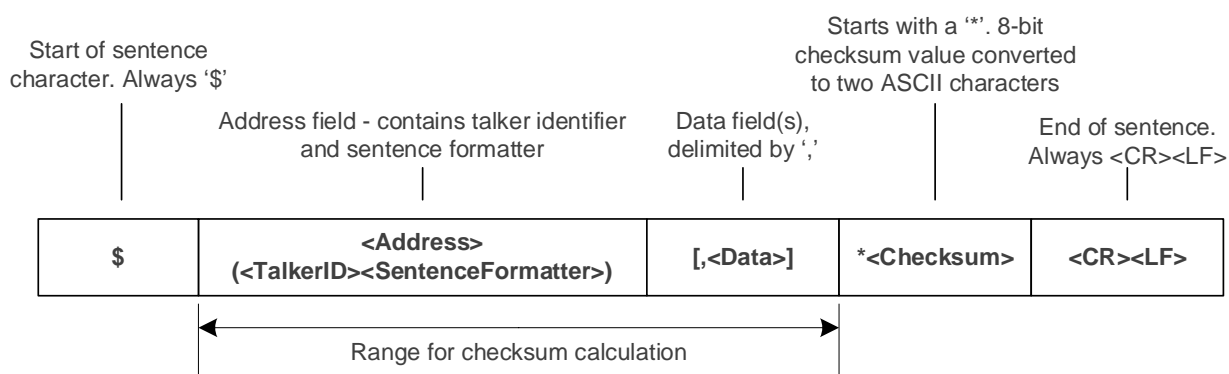 Start of sentence
character. Always ‘$’
Address field - contains talker identifier
and sentence formatter
Data field(s),
delimited by ‘,’
Starts with a ‘*’. 8-bit
checksum value converted
to two ASCII characters
End of sentence.
Always <CR><LF>
$
<Address>
(<TalkerID><SentenceFormatter>)
[,<Data>]
*<Checksum>
<CR><LF>
Range for checksum calculation